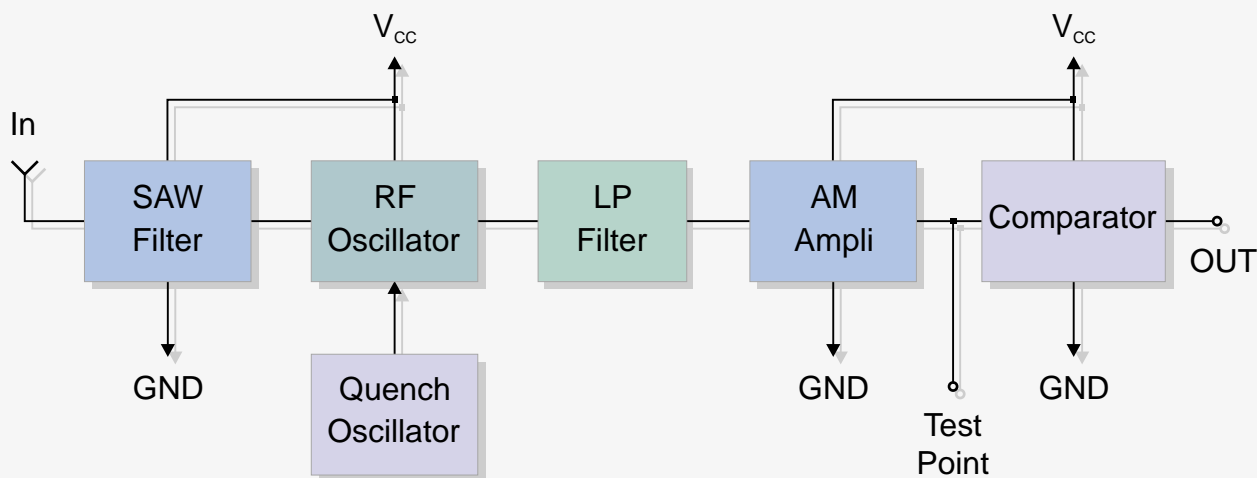 V_CC
V_CC
In
SAW
Filter
RF
Oscillator
LP
Filter
AM
Ampli
Comparator
OUT
GND
Quench
Oscillator
GND
Test
Point
GND